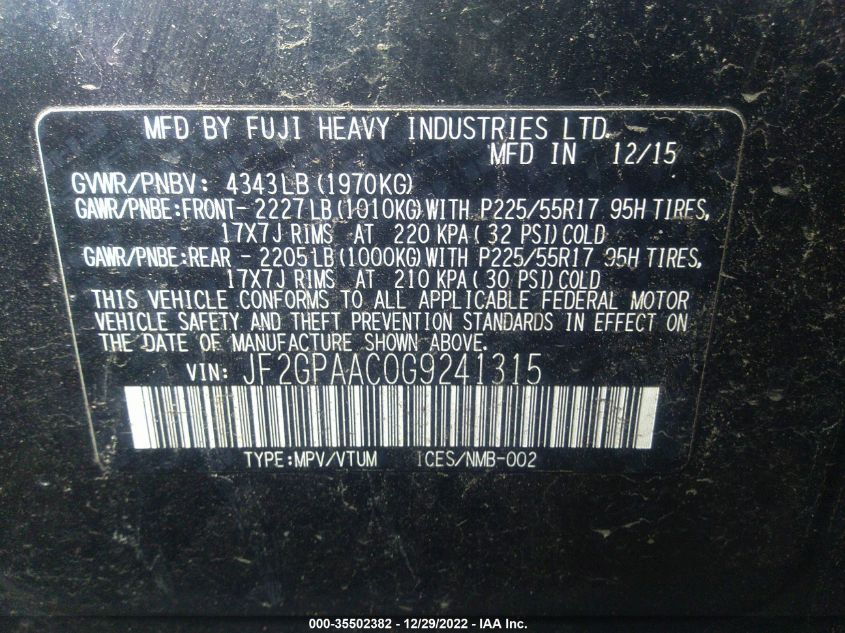 MFD BY FUJI HEAVY INDUSTRIES LTD.
MFD IN 12/15
GVWR/PNBV: 4343LB(1970KG)
GAWR/PNBE:FRONT-2227LB(1010KG)WITH P225/55R17 95H TIRES,
17X7J RIMS AT 220 KPA(32 PSI)COLD
GAWR/PNBE:REAR -2205LB(1000KG)WITH P225/55R17 95H TIRES,
17X7J RIMS AT 210 KPA(30 PSI)COLD
THIS VEHICLE CONFORMS TO ALL APPLICABLE FEDERAL MOTOR
VEHICLE SAFETY AND THEFT PREVENTION STANDARDS IN EFFECT ON
THE DATE OF MANUFACTURE SHOWN ABOVE.
VIN: JF2GPAAC0G9241315
TYPE:MPV/VTUM ICES/NMB-002
000-35502382 - 12/29/2022 - IAA Inc.